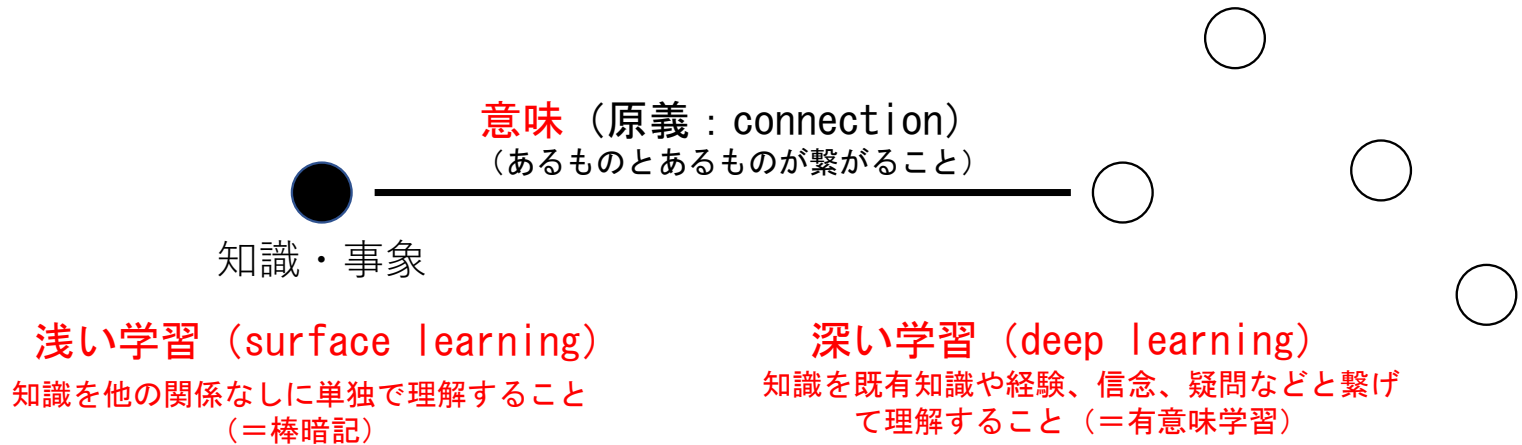 意味（原義：connection）
（あるものとあるものが繋がること）
知識・事象
浅い学習（surface learning）
知識を他の関係なしに単独で理解すること
（＝棒暗記）
深い学習（deep learning）
知識を既有知識や経験、信念、疑問などと繋げ
て理解すること（＝有意味学習）